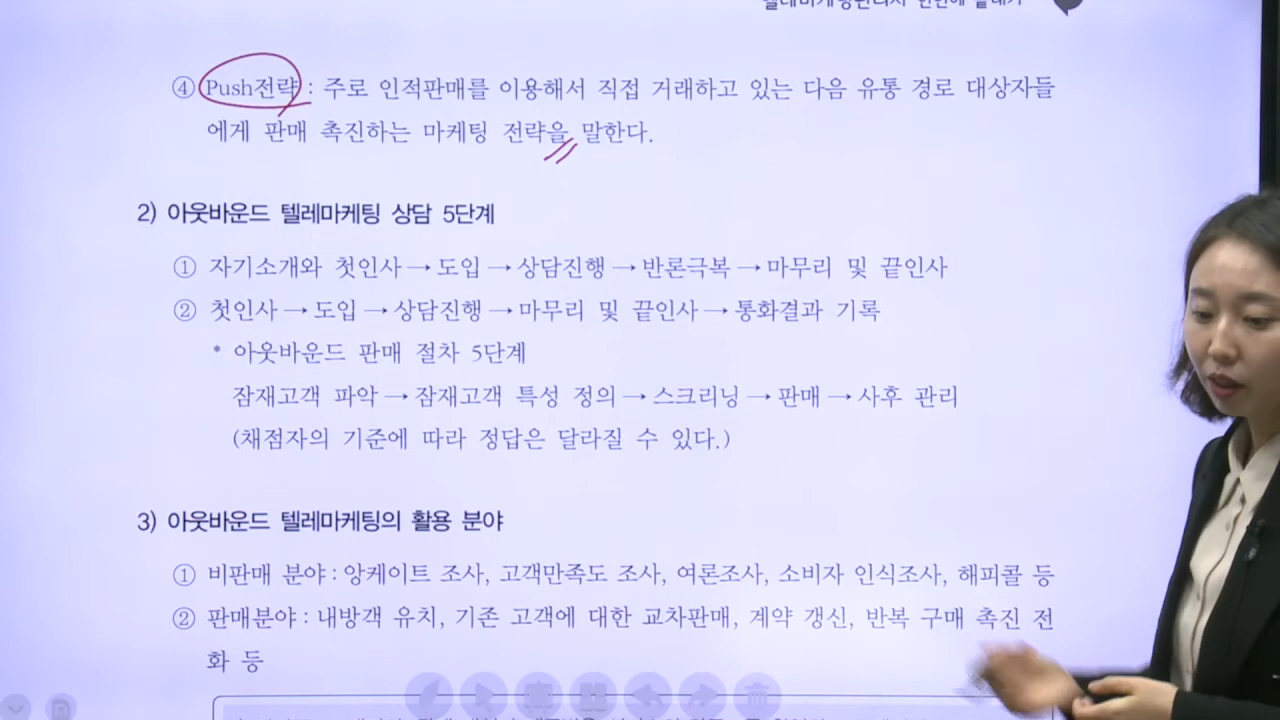 ④ Push전략 : 주로 인적판매를 이용해서 직접 거래하고 있는 다음 유통 경로 대상자들
에게 판매 촉진하는 마케팅 전략을 말한다.
2) 아웃바운드 텔레마케팅 상담 5단계
① 자기소개와 첫인사 → 도입 → 상담진행 → 반론극복 → 마무리 및 끝인사
② 첫인사 → 도입 → 상담진행 → 마무리 및 끝인사 → 통화결과 기록
* 아웃바운드 판매 절차 5단계
잠재고객 파악 → 잠재고객 특성 정의 → 스크리닝 → 판매 → 사후 관리
(채점자의 기준에 따라 정답은 달라질 수 있다.)
3) 아웃바운드 텔레마케팅의 활용 분야
① 비판매 분야 : 앙케이트 조사, 고객만족도 조사, 여론조사, 소비자 인식조사, 해피콜 등
② 판매분야 : 내방객 유치, 기존 고객에 대한 교차판매, 계약 갱신, 반복 구매 촉진 전
화 등